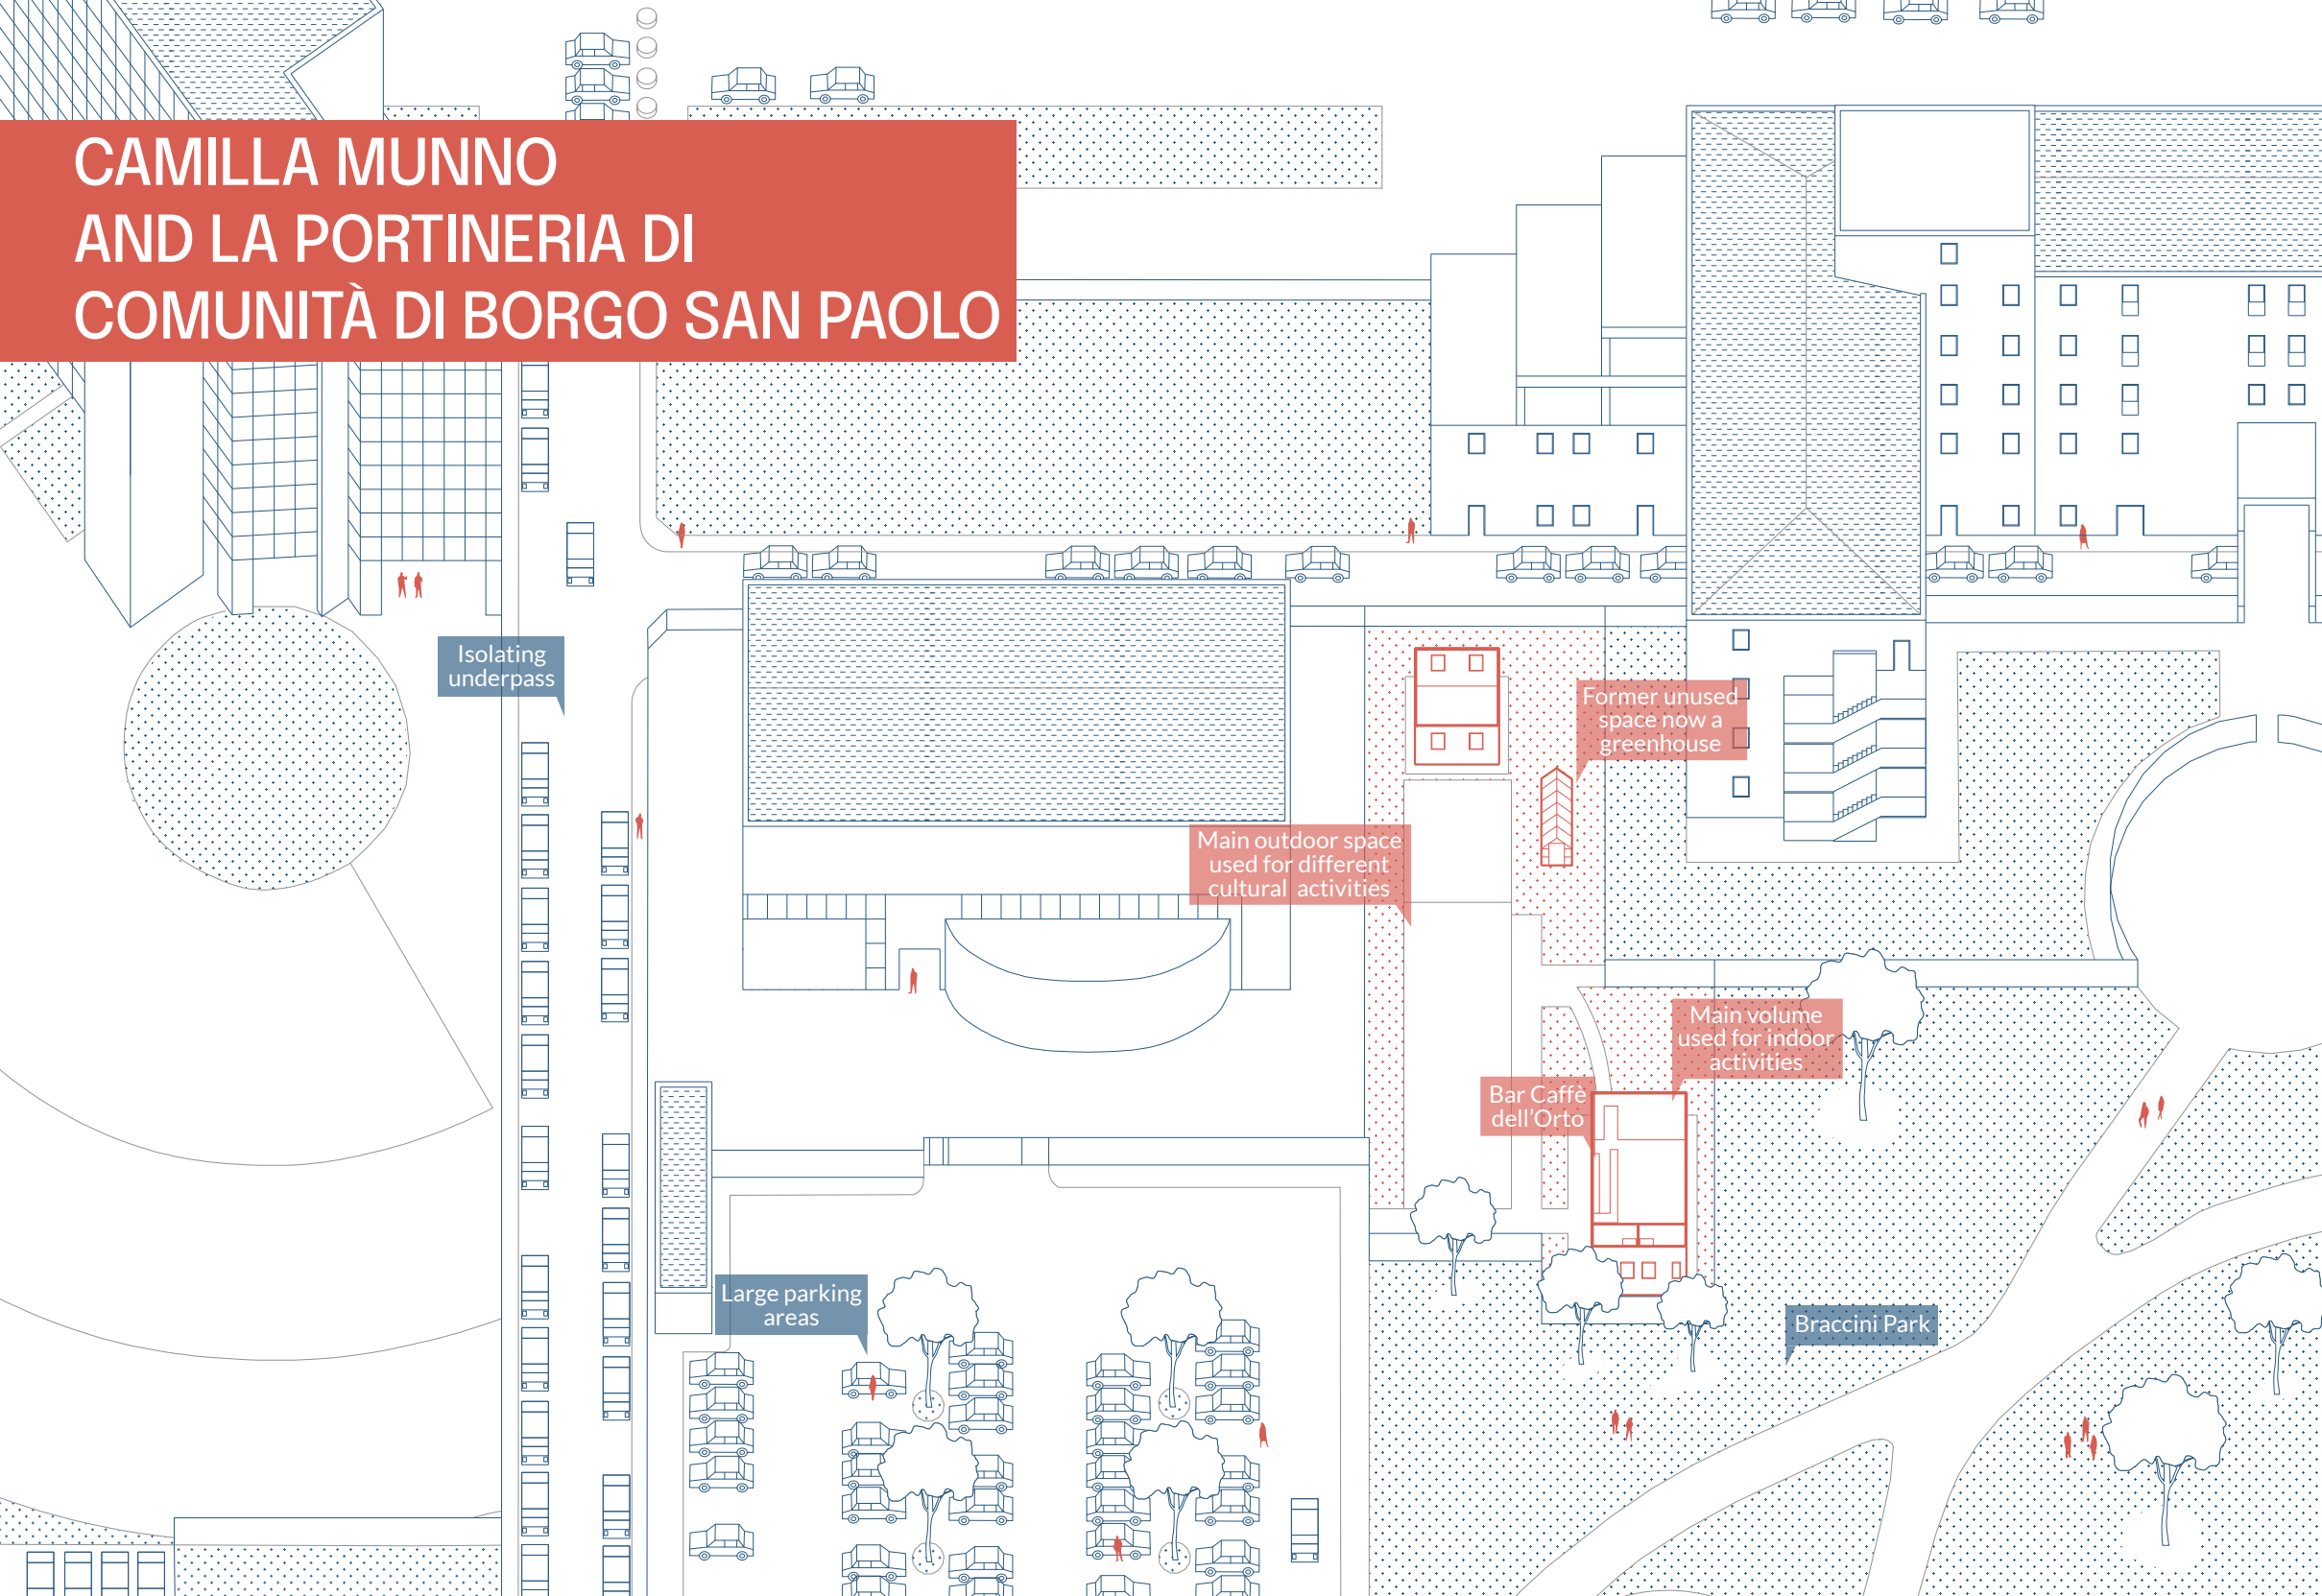 CAMILLA MUNNO
AND LA PORTINERIA DI
COMUNITÀ DI BORGO SAN PAOLO
Isolating
underpass
Former unused
space now a
greenhouse
Main outdoor space
used for different
cultural activities
Main volume
used for indoor
activities
Bar Caffè
dell'Orto
Large parking
areas
Braccini Park